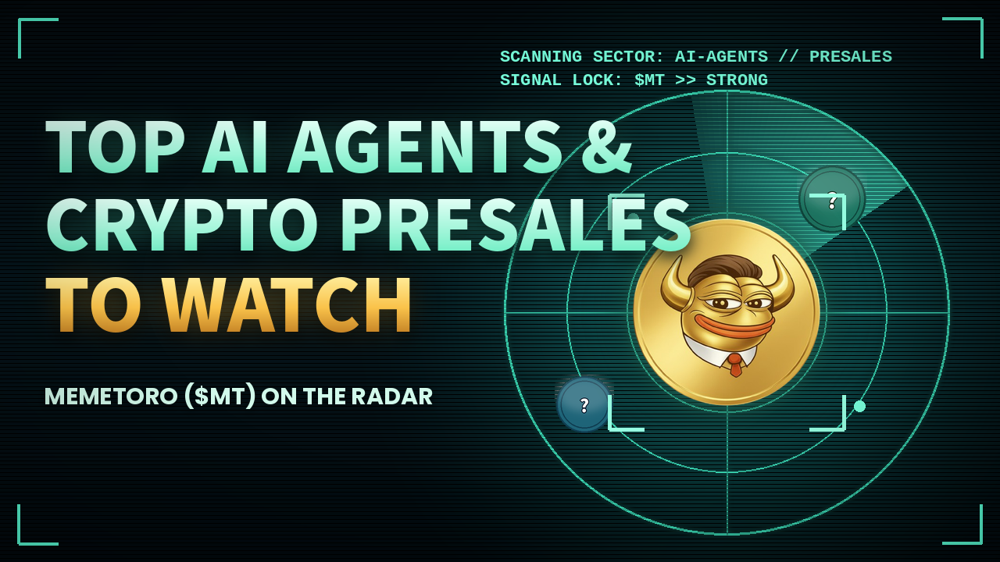 SCANNING SECTOR: AI-AGENTS // PRESALES
SIGNAL LOCK: $MT >> STRONG
TOP AI AGENTS &
CRYPTO PRESALES
TO WATCH
MEMETORO ($MT) ON THE RADAR
?
?